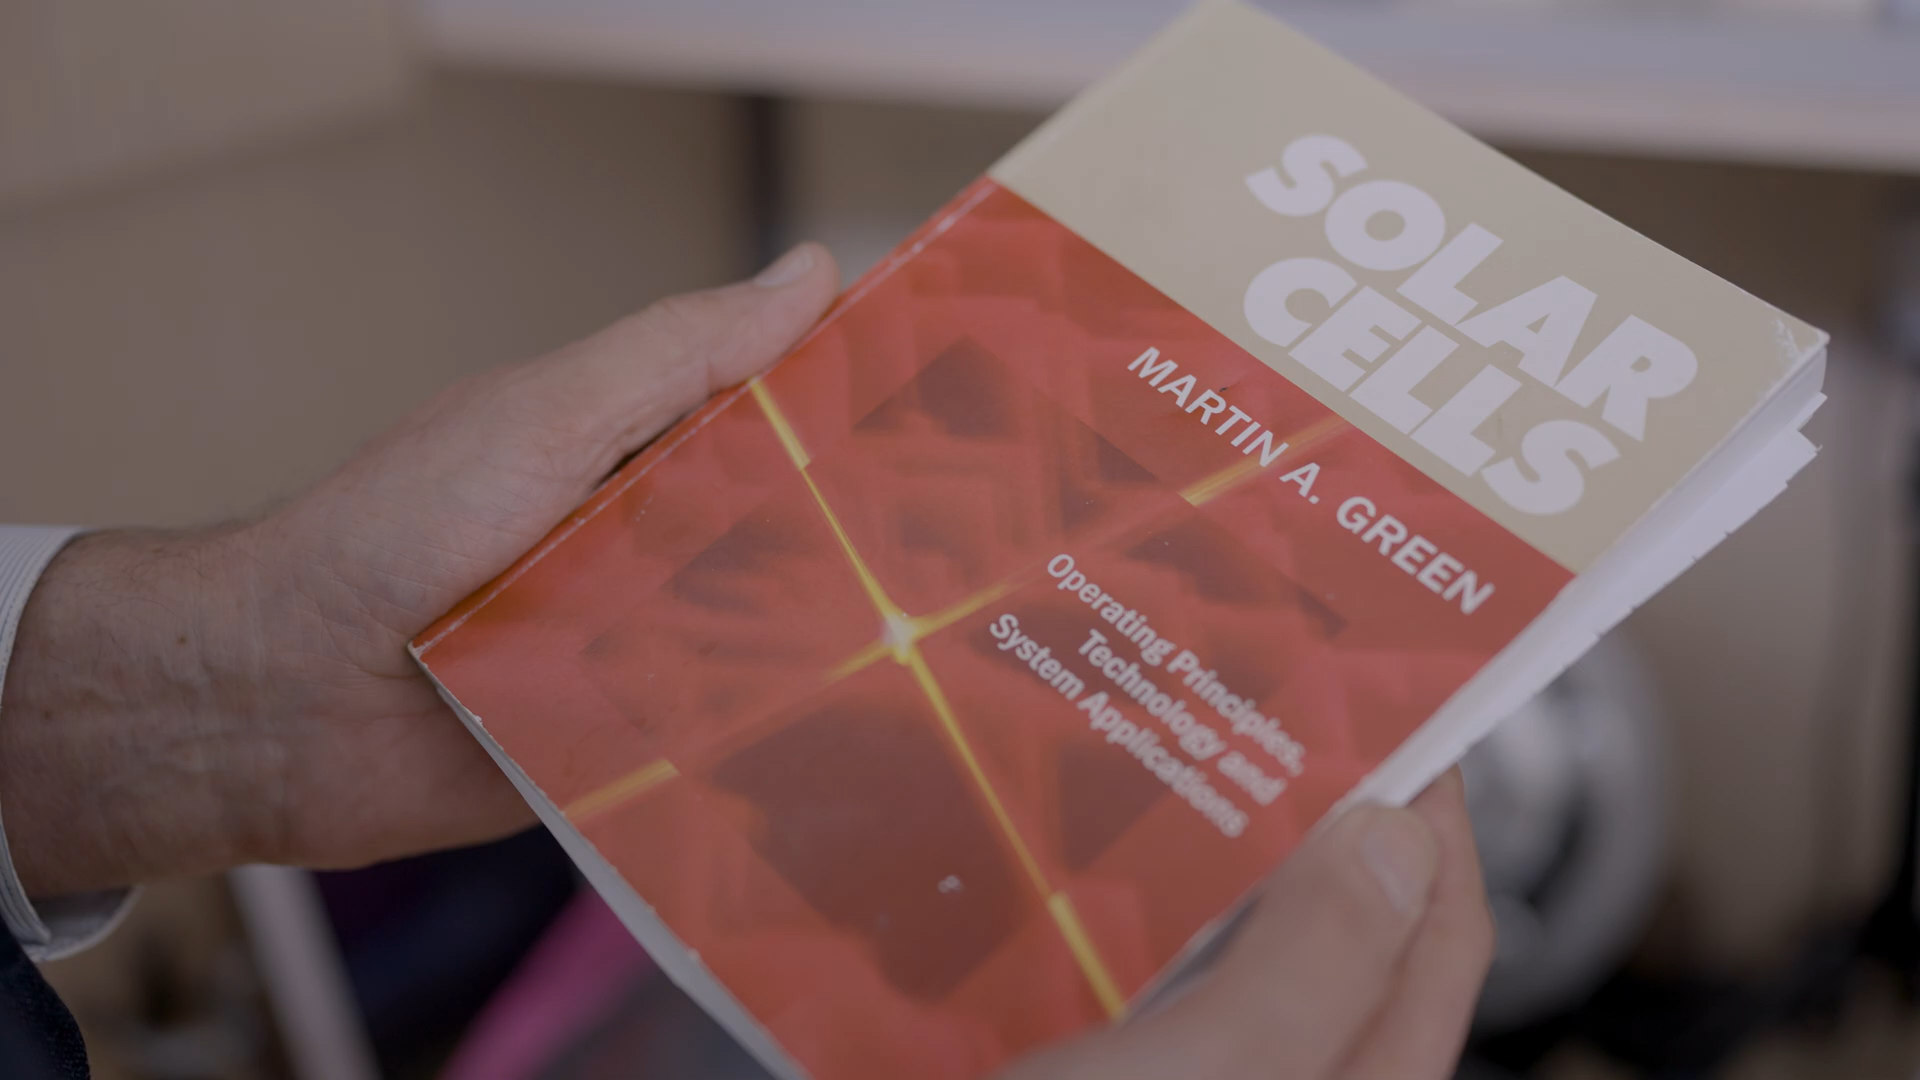 SOLAR
CELLS
MARTIN A. GREEN
Operating Principles,
Technology and
System Applications